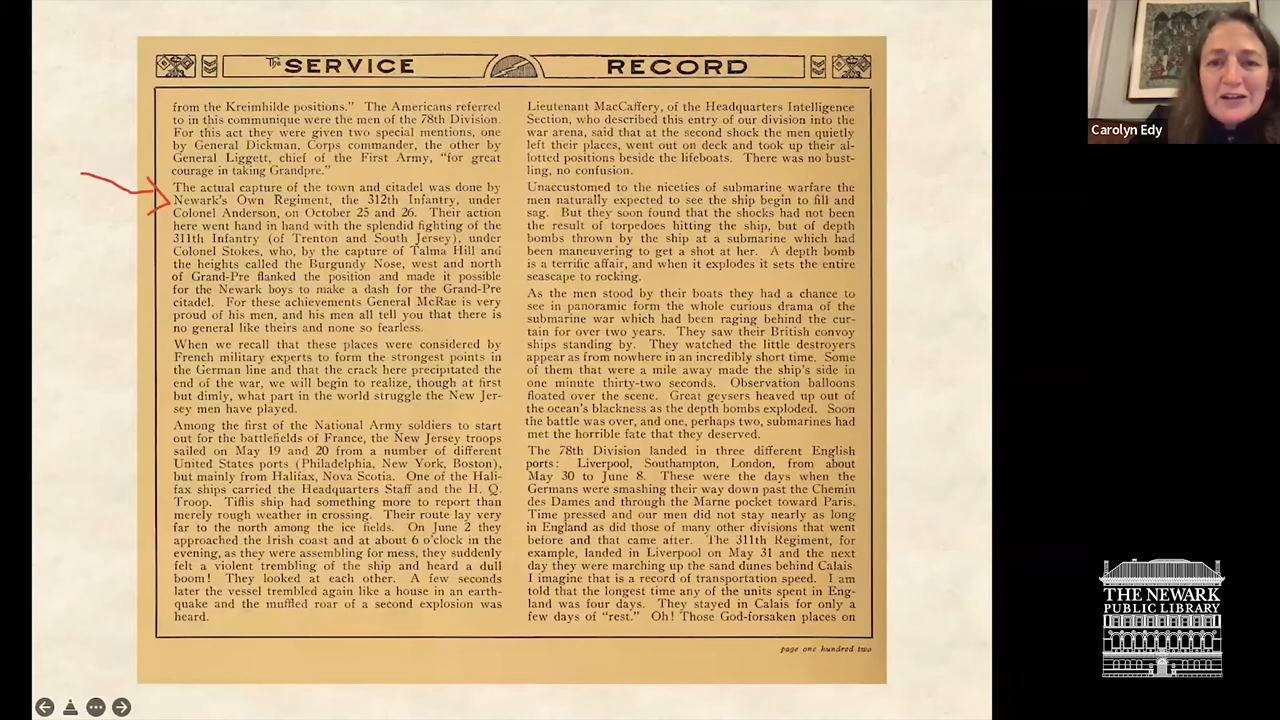 The SERVICE RECORD
from the Kreimhilde positions." The Americans referred
to in this communique were the men of the 78th Division.
For this act they were given two special mentions, one
by General Dickman, Corps commander, the other by
General Liggett, chief of the First Army, "for great
courage in taking Grandpre."
The actual capture of the town and citadel was done by
Newark's Own Regiment, the 312th Infantry, under
Colonel Anderson, on October 25 and 26. Their action
here went hand in hand with the splendid fighting of the
311th Infantry (of Trenton and South Jersey), under
Colonel Stokes, who, by the capture of Talma Hill and
the heights called the Burgundy Nose, west and north
of Grand-Pre flanked the position and made it possible
for the Newark boys to make a dash for the Grand-Pre
citadel. For these achievements General McRae is very
proud of his men, and his men all tell you that there is
no general like theirs and none so fearless.
When we recall that these places were considered by
French military experts to form the strongest points in
the German line and that the crack here precipitated the
end of the war, we will begin to realize, though at first
but dimly, what part in the world struggle the New Jer-
sey men have played.
Among the first of the National Army soldiers to start
out for the battlefields of France, the New Jersey troops
sailed on May 19 and 20 from a number of different
United States ports (Philadelphia, New York, Boston),
but mainly from Halifax, Nova Scotia. One of the Hali-
fax ships carried the Headquarters Staff and the H. Q.
Troop. Tiflis ship had something more to report than
merely rough weather in crossing. Their route lay very
far to the north among the ice fields. On June 2 they
approached the Irish coast and at about 6 o'clock in the
evening, as they were assembling for mess, they suddenly
felt a violent trembling of the ship and heard a dull
boom! They looked at each other. A few seconds
later the vessel trembled again like a house in an earth-
quake and the muffled roar of a second explosion was
heard.
Lieutenant MacCaffery, of the Headquarters Intelligence
Section, who described this entry of our division into the
war arena, said that at the second shock the men quietly
left their places, went out on deck and took up their al-
lotted positions beside the lifeboats. There was no bust-
ling, no confusion.
Unaccustomed to the niceties of submarine warfare the
men naturally expected to see the ship begin to fill and
sag. But they soon found that the shocks had not been
the result of torpedoes hitting the ship, but of depth
bombs thrown by the ship at a submarine which had
been maneuvering to get a shot at her. A depth bomb
is a terrific affair, and when it explodes it sets the entire
seascape to rocking.
As the men stood by their boats they had a chance to
see in panoramic form the whole curious drama of the
submarine war which had been raging behind the cur-
tain for over two years. They saw their British convoy
ships standing by. They watched the little destroyers
appear as from nowhere in an incredibly short time. Some
of them that were a mile away made the ship's side in
one minute thirty-two seconds. Observation balloons
floated over the scene. Great geysers heaved up out of
the ocean's blackness as the depth bombs exploded. Soon
the battle was over, and one, perhaps two, submarines had
met the horrible fate that they deserved.
The 78th Division landed in three different English
ports: Liverpool, Southampton, London, from about
May 30 to June 8. These were the days when the
Germans were smashing their way down past the Chemin
des Dames and through the Marne pocket toward Paris.
Time pressed and our men did not stay nearly as long
in England as did those of many other divisions that went
before and that came after. The 311th Regiment, for
example, landed in Liverpool on May 31 and the next
day they were marching up the sand dunes behind Calais
I imagine that is a record of transportation speed. I am
told that the longest time any of the units spent in Eng-
land was four days. They stayed in Calais for only a
few days of "rest." Oh! Those God-forsaken places on
page one hundred two
Carolyn Edy
THE NEWARK
PUBLIC LIBRARY